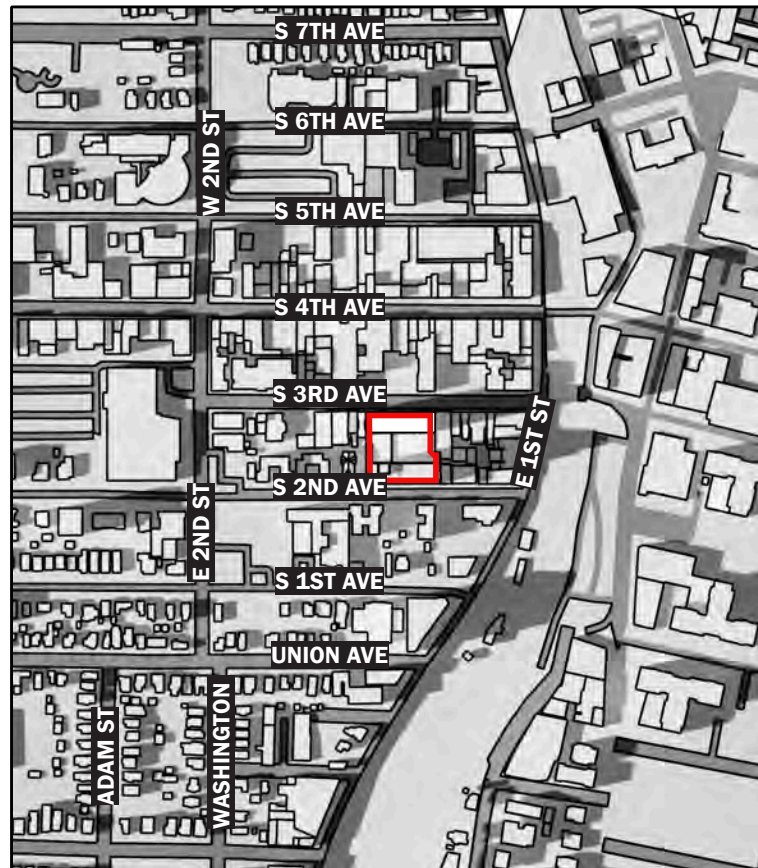 S 7TH AVE
S 6TH AVE
W 2ND ST
S 5TH AVE
S 4TH AVE
S 3RD AVE
E 1ST ST
S 2ND AVE
E 2ND ST
S 1ST AVE
UNION AVE
ADAM ST
WASHINGTON